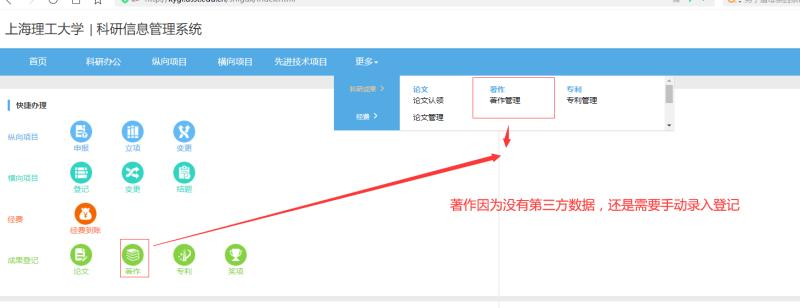 上海理工大学 | 科研信息管理系统
首页 科研办公 纵向项目 横向项目 先进技术项目 更多
科研成果 > 论文 著作 专利
论文认领 著作管理 专利管理
经费 > 论文管理
快捷办理
纵向项目 申报 立项 变更
横向项目 登记 变更 结题
经费 经费到账
成果登记 论文 著作 专利 奖项
著作因为没有第三方数据，还是需要手动录入登记